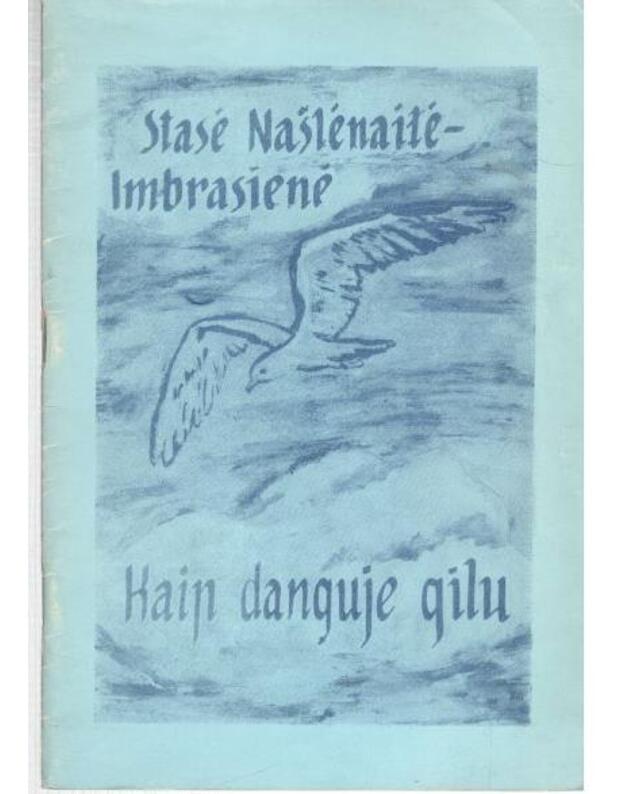 Stasė Našlėnaitė-
Imbrasienė
Kaip danguje gilu